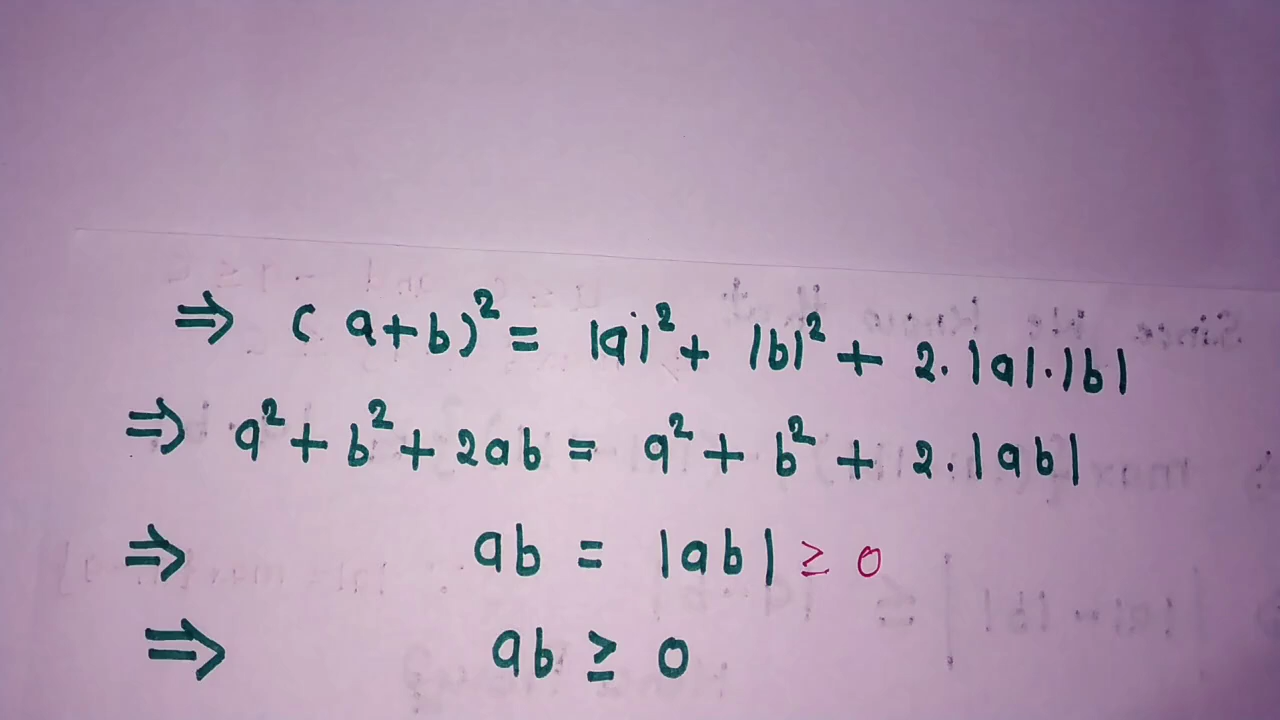 ⇒ (a+b)² = |a|² + |b|² + 2.|a|.|b|
⇒ a² + b² + 2ab = a² + b² + 2.|ab|
⇒ ab = |ab| ≥ 0
⇒ ab ≥ 0